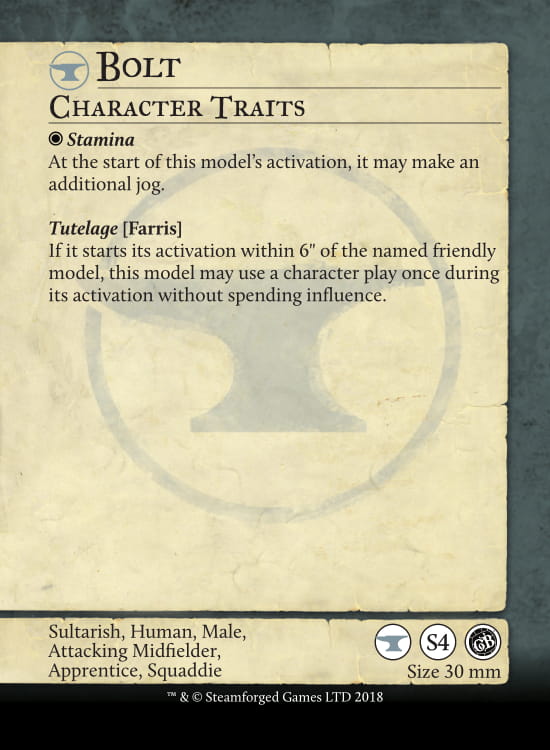 Bolt
Character Traits
Stamina
At the start of this model's activation, it may make an
additional jog.
Tutelage [Farris]
If it starts its activation within 6" of the named friendly
model, this model may use a character play once during
its activation without spending influence.
Sultarish, Human, Male,
Attacking Midfielder,
Apprentice, Squaddie
S4
GB
Size 30 mm
™ & © Steamforged Games LTD 2018